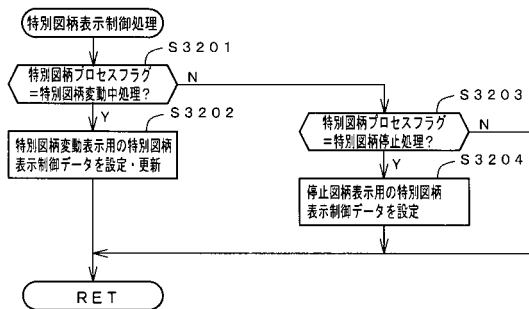 特別図柄表示制御処理
S3201
特別図柄プロセスフラグ
＝特別図柄変動中処理？
N
Y
S3202
特別図柄変動表示用の特別図柄
表示制御データを設定・更新
S3203
特別図柄プロセスフラグ
＝特別図柄停止処理？
N
Y
S3204
停止図柄表示用の特別図柄
表示制御データを設定
RET